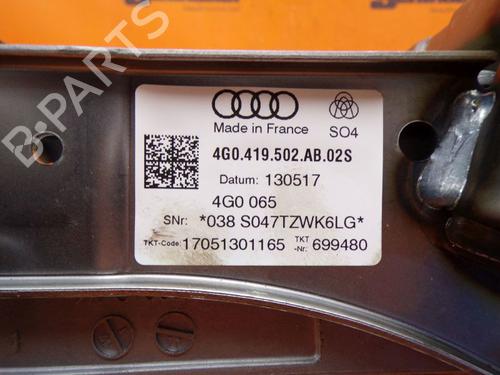 B-PARTS
Made in France
SO4
4G0.419.502.AB.02S
Datum: 130517
4G0 065
SNr: *038 S047TZWK6LG*
TKT-Code: 17051301165 TKT-Nr: 699480